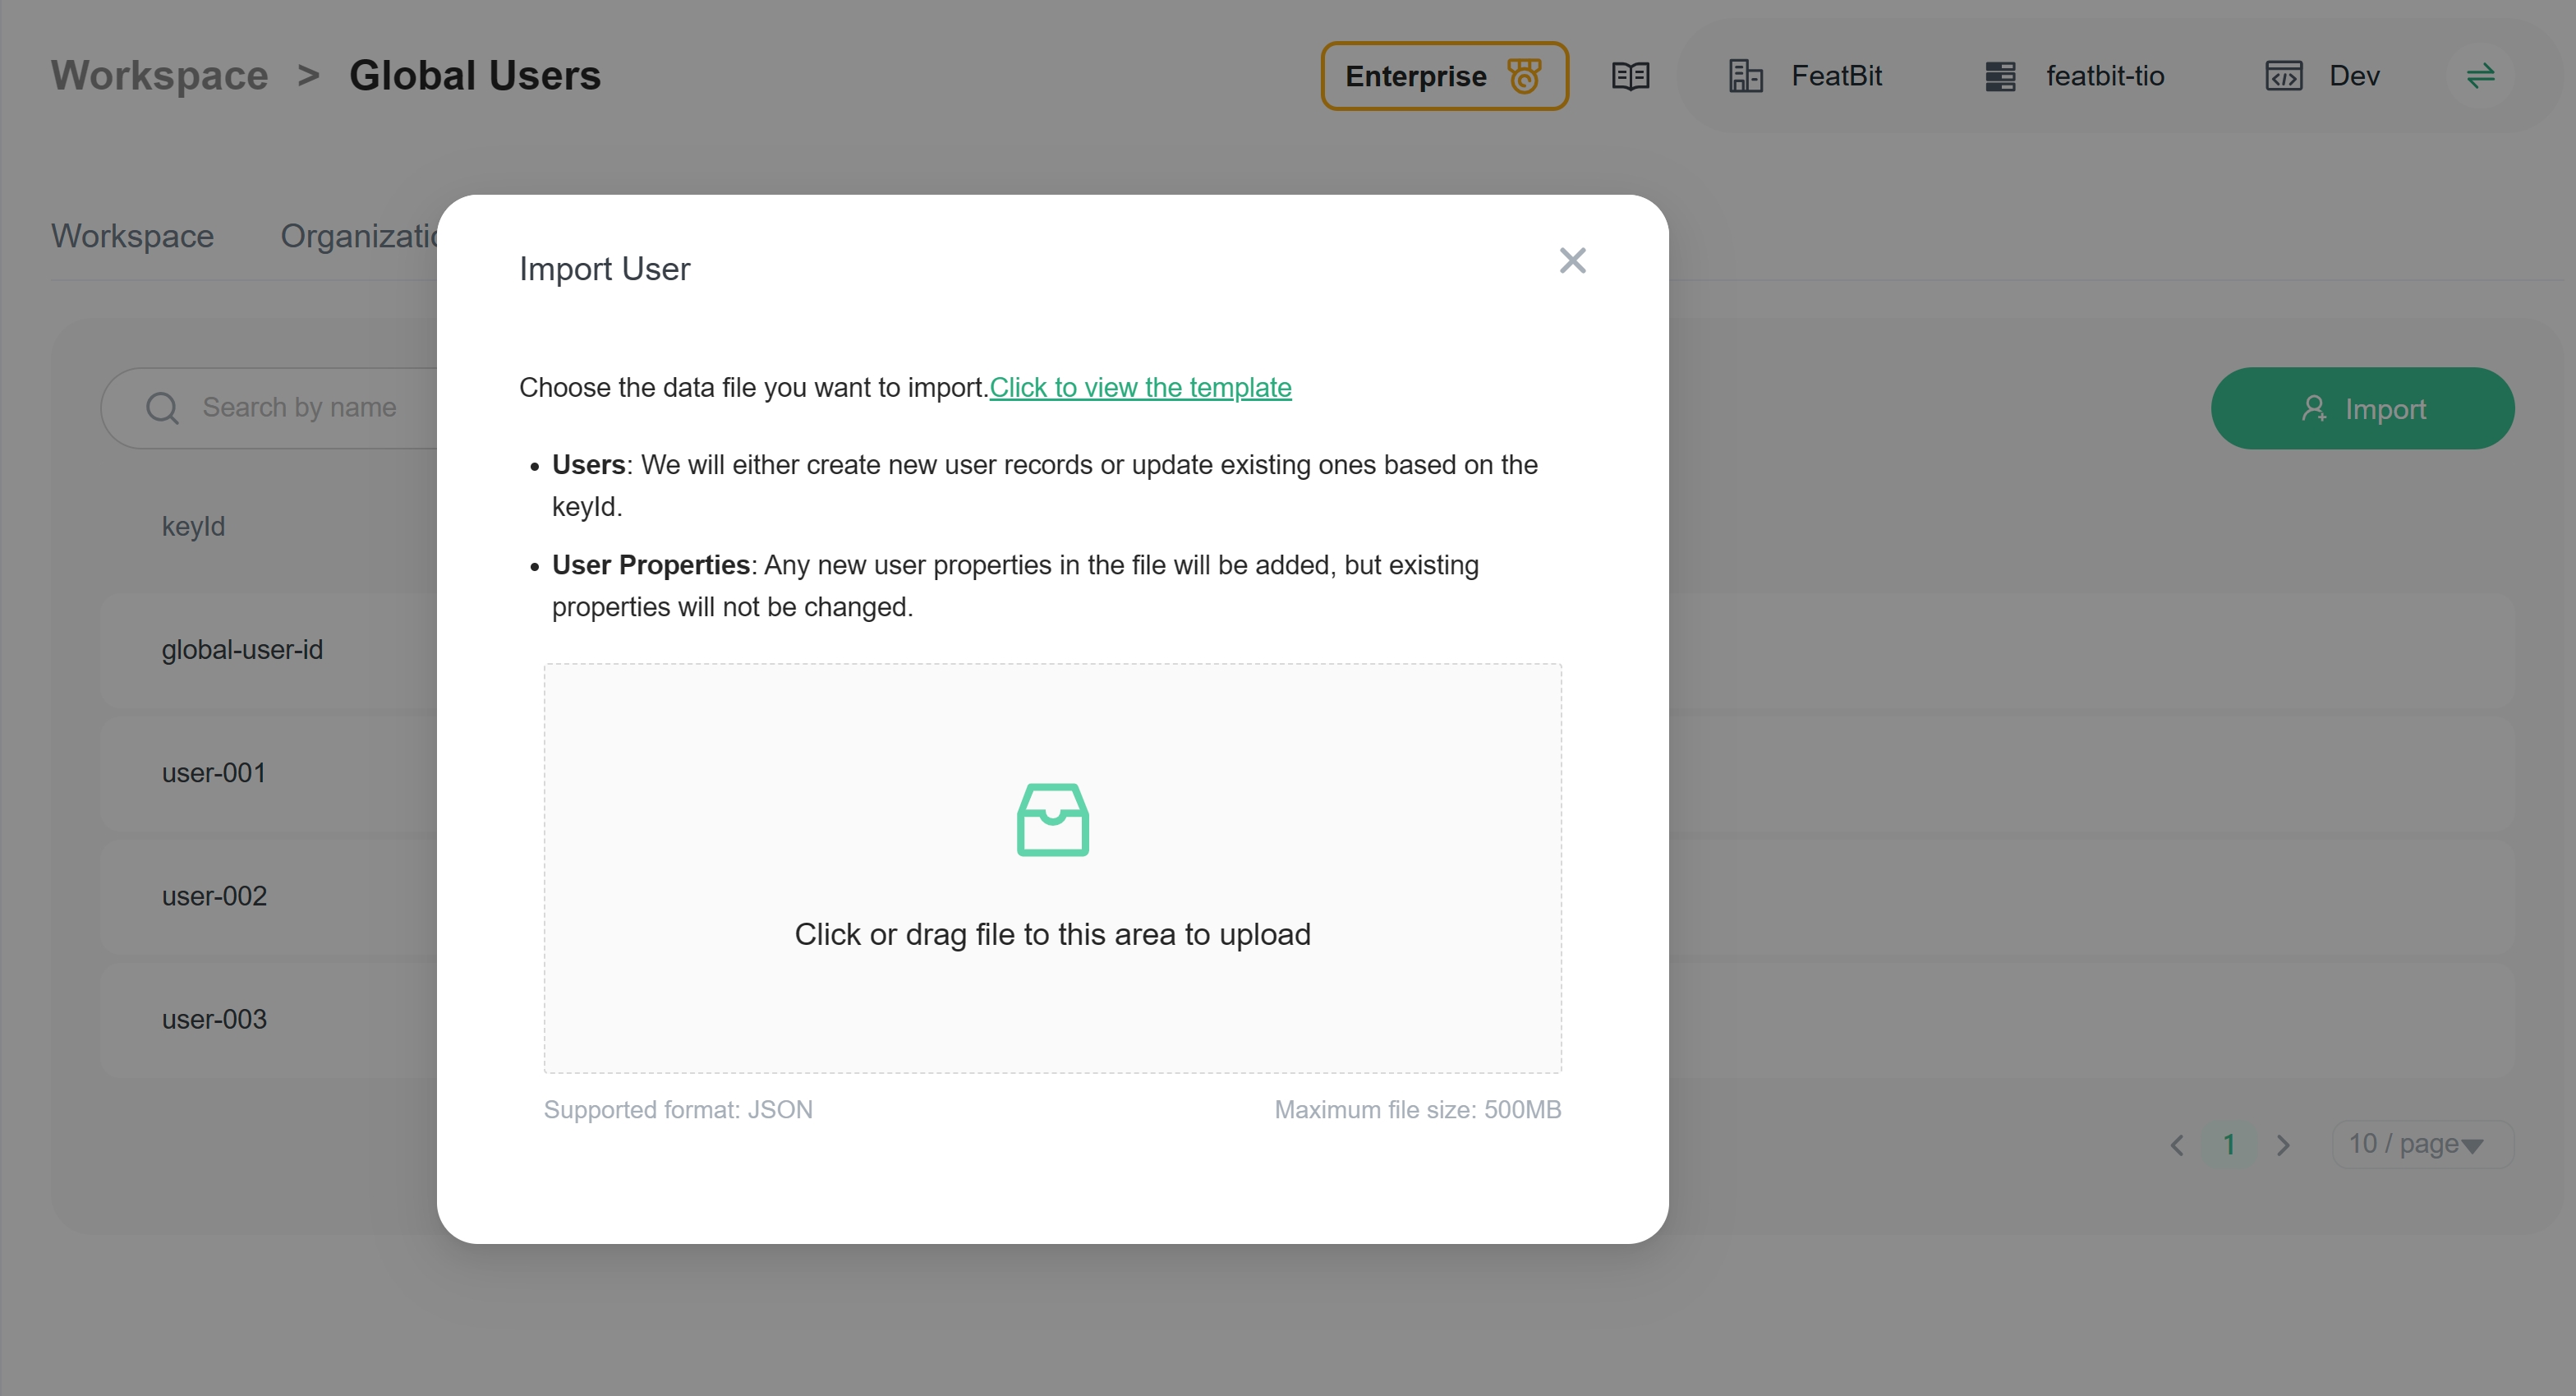 Workspace > Global Users
Enterprise
FeatBit
featbit-tio
Dev
Workspace
Import User
Choose the data file you want to import.Click to view the template
Search by name
Import
• Users: We will either create new user records or update existing ones based on the
keyId.
keyId
• User Properties: Any new user properties in the file will be added, but existing
properties will not be changed.
global-user-id
user-001
user-002
Click or drag file to this area to upload
user-003
Supported format: JSON
Maximum file size: 500MB
1
10 / page